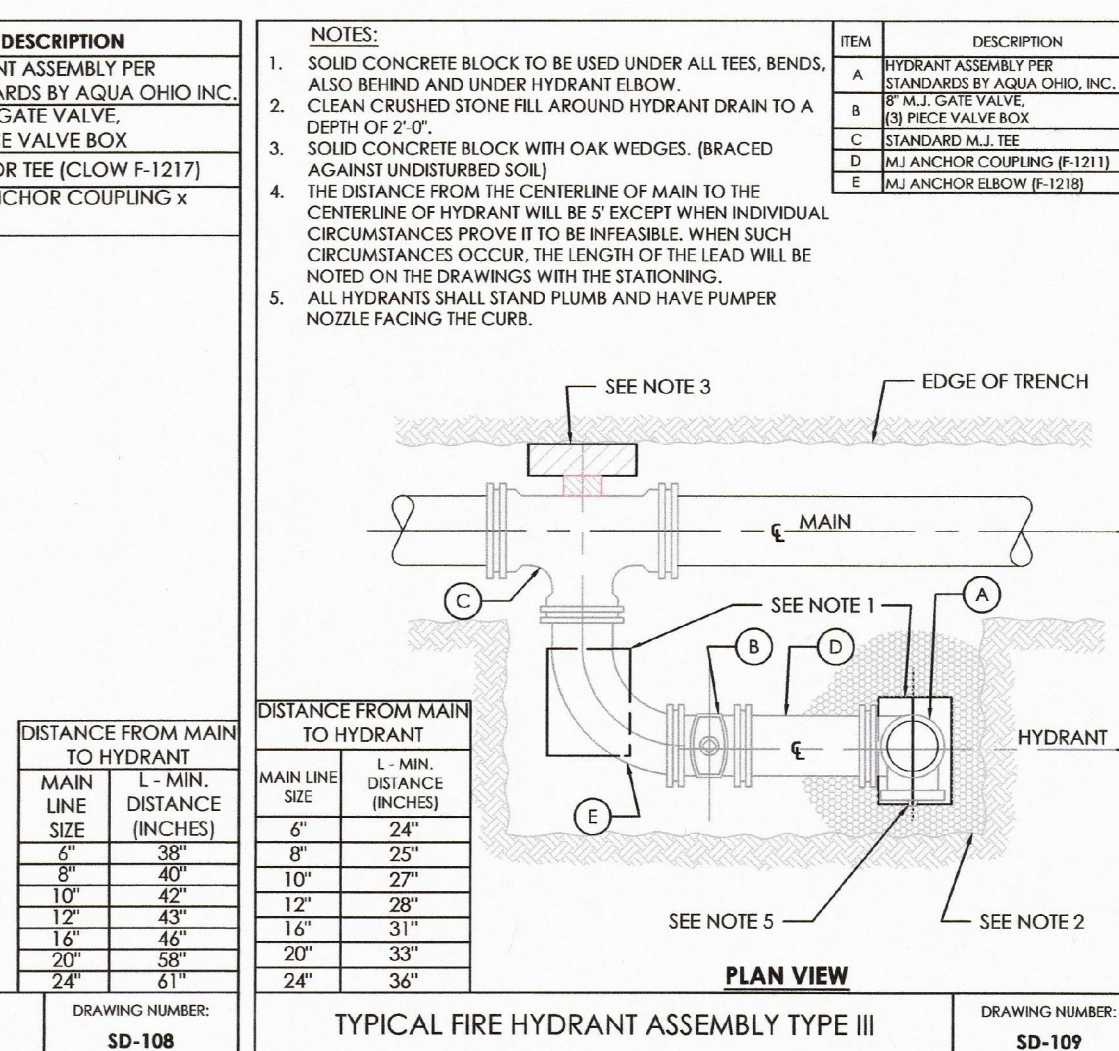 DESCRIPTION
NT ASSEMBLY PER
ARDS BY AQUA OHIO INC.
GATE VALVE,
E VALVE BOX
OR TEE (CLOW F-1217)
NCHOR COUPLING x
DISTANCE FROM MAIN
TO HYDRANT
MAIN LINE SIZE L - MIN. DISTANCE (INCHES)
6" 38"
8" 40"
10" 42"
12" 43"
16" 46"
20" 58"
24" 61"
DRAWING NUMBER:
SD-108
NOTES:
1. SOLID CONCRETE BLOCK TO BE USED UNDER ALL TEES, BENDS,
ALSO BEHIND AND UNDER HYDRANT ELBOW.
2. CLEAN CRUSHED STONE FILL AROUND HYDRANT DRAIN TO A
DEPTH OF 2'-0".
3. SOLID CONCRETE BLOCK WITH OAK WEDGES. (BRACED
AGAINST UNDISTURBED SOIL)
4. THE DISTANCE FROM THE CENTERLINE OF MAIN TO THE
CENTERLINE OF HYDRANT WILL BE 5' EXCEPT WHEN INDIVIDUAL
CIRCUMSTANCES PROVE IT TO BE INFEASIBLE. WHEN SUCH
CIRCUMSTANCES OCCUR, THE LENGTH OF THE LEAD WILL BE
NOTED ON THE DRAWINGS WITH THE STATIONING.
5. ALL HYDRANTS SHALL STAND PLUMB AND HAVE PUMPER
NOZZLE FACING THE CURB.
ITEM DESCRIPTION
A HYDRANT ASSEMBLY PER
STANDARDS BY AQUA OHIO, INC.
B 8" M.J. GATE VALVE,
(3) PIECE VALVE BOX
C STANDARD M.J. TEE
D MJ ANCHOR COUPLING (F-1211)
E MJ ANCHOR ELBOW (F-1218)
SEE NOTE 3
EDGE OF TRENCH
℄ MAIN
C
SEE NOTE 1
A
B
D
℄
HYDRANT
E
SEE NOTE 5
SEE NOTE 2
DISTANCE FROM MAIN
TO HYDRANT
MAIN LINE SIZE L - MIN. DISTANCE (INCHES)
6" 24"
8" 25"
10" 27"
12" 28"
16" 31"
20" 33"
24" 36"
PLAN VIEW
TYPICAL FIRE HYDRANT ASSEMBLY TYPE III
DRAWING NUMBER:
SD-109